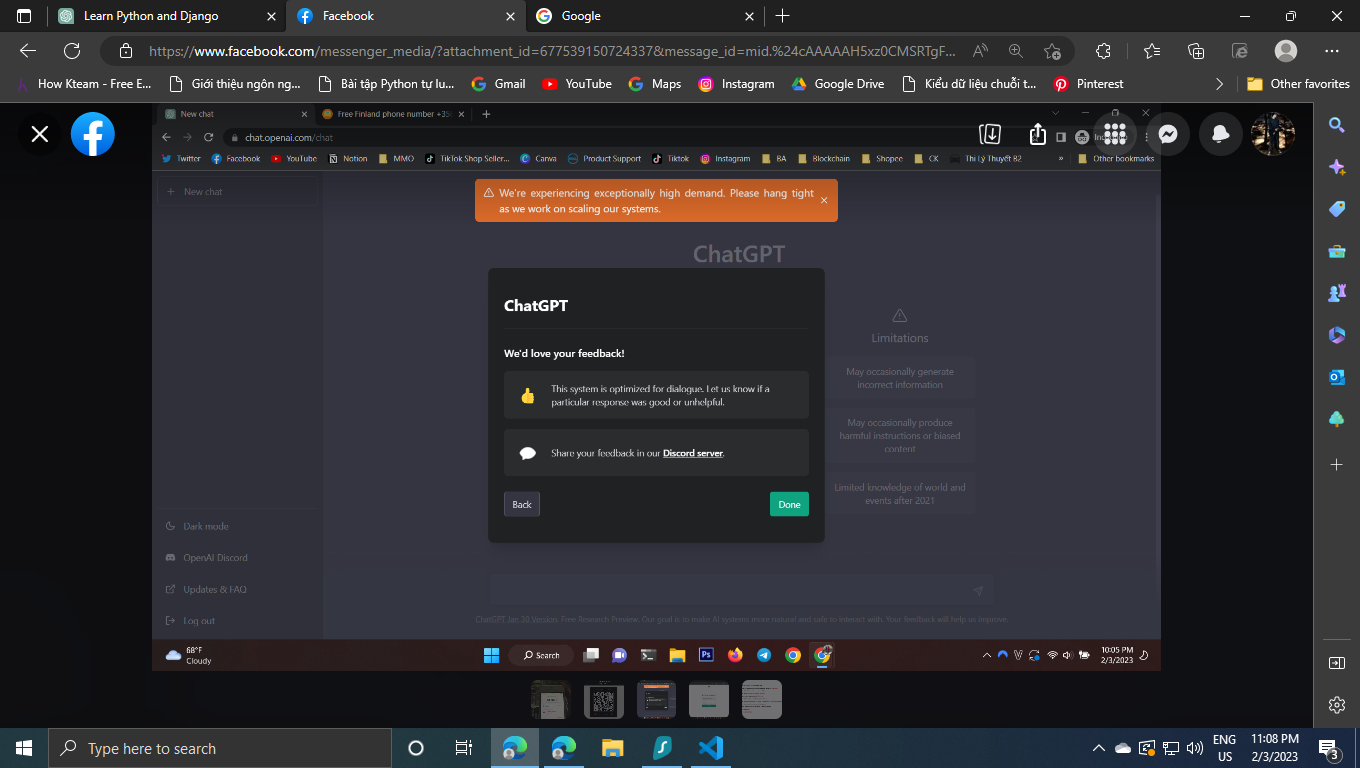 Learn Python and Django
Facebook
Google
https://www.facebook.com/messenger_media/?attachment_id=677539150724337&message_id=mid.%24cAAAAAH5xz0CMSRTgF...
How Kteam - Free E...
Giới thiệu ngôn ng...
Bài tập Python tự lu...
Gmail
YouTube
Maps
Instagram
Google Drive
Kiểu dữ liệu chuỗi t...
Pinterest
Other favorites
New chat
Free Finland phone number +358
chat.openai.com/chat
Twitter
Facebook
YouTube
Notion
MMO
TikTok Shop Seller...
Canva
Product Support
Tiktok
Instagram
BA
Blockchain
Shopee
CK
Thi Lý Thuyết B2
Other bookmarks
New chat
We're experiencing exceptionally high demand. Please hang tight
as we work on scaling our systems.
ChatGPT
ChatGPT
We'd love your feedback!
This system is optimized for dialogue. Let us know if a
particular response was good or unhelpful.
Share your feedback in our Discord server.
Back
Done
Limitations
May occasionally generate
incorrect information
May occasionally produce
harmful instructions or biased
content
Limited knowledge of world and
events after 2021
Dark mode
OpenAI Discord
Updates & FAQ
Log out
ChatGPT Jan 30 Version. Free Research Preview. Our goal is to make AI systems more natural and safe to interact with. Your feedback will help us improve.
68°F
Cloudy
Search
10:05 PM
2/3/2023
Type here to search
ENG
US
11:08 PM
2/3/2023
3